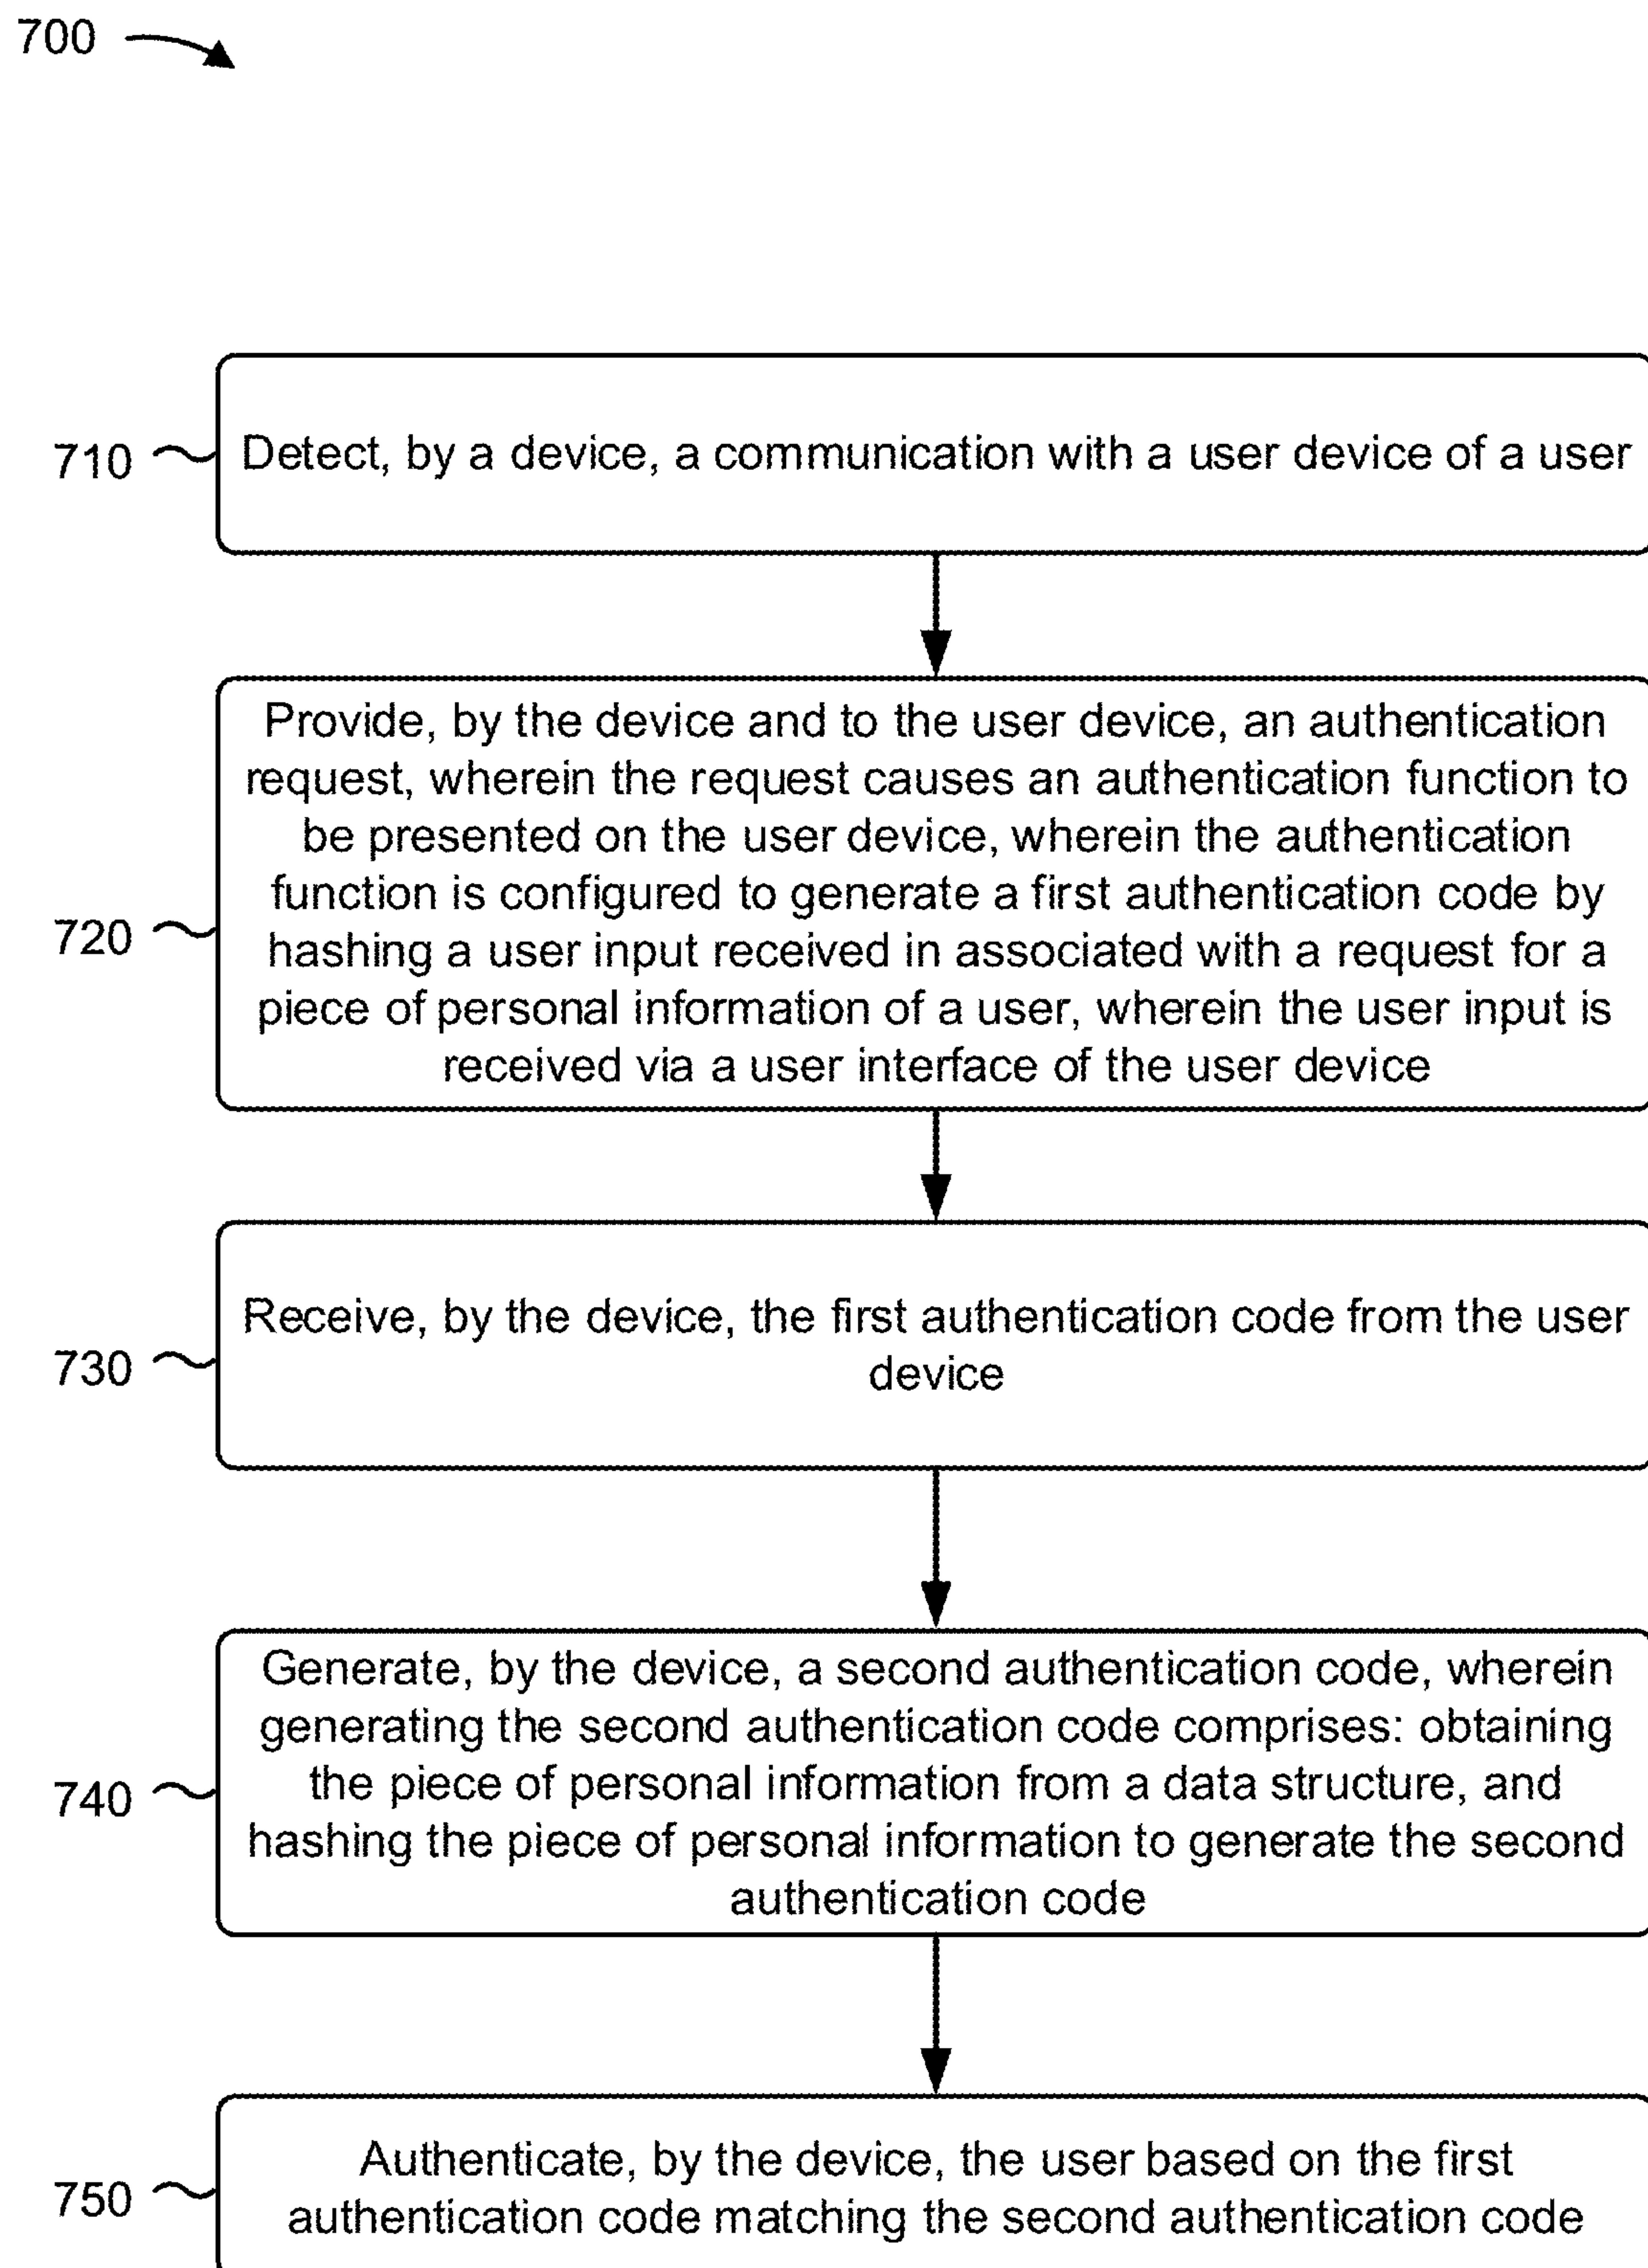 700
710
Detect, by a device, a communication with a user device of a user
720
Provide, by the device and to the user device, an authentication
request, wherein the request causes an authentication function to
be presented on the user device, wherein the authentication
function is configured to generate a first authentication code by
hashing a user input received in associated with a request for a
piece of personal information of a user, wherein the user input is
received via a user interface of the user device
730
Receive, by the device, the first authentication code from the user
device
740
Generate, by the device, a second authentication code, wherein
generating the second authentication code comprises: obtaining
the piece of personal information from a data structure, and
hashing the piece of personal information to generate the second
authentication code
750
Authenticate, by the device, the user based on the first
authentication code matching the second authentication code